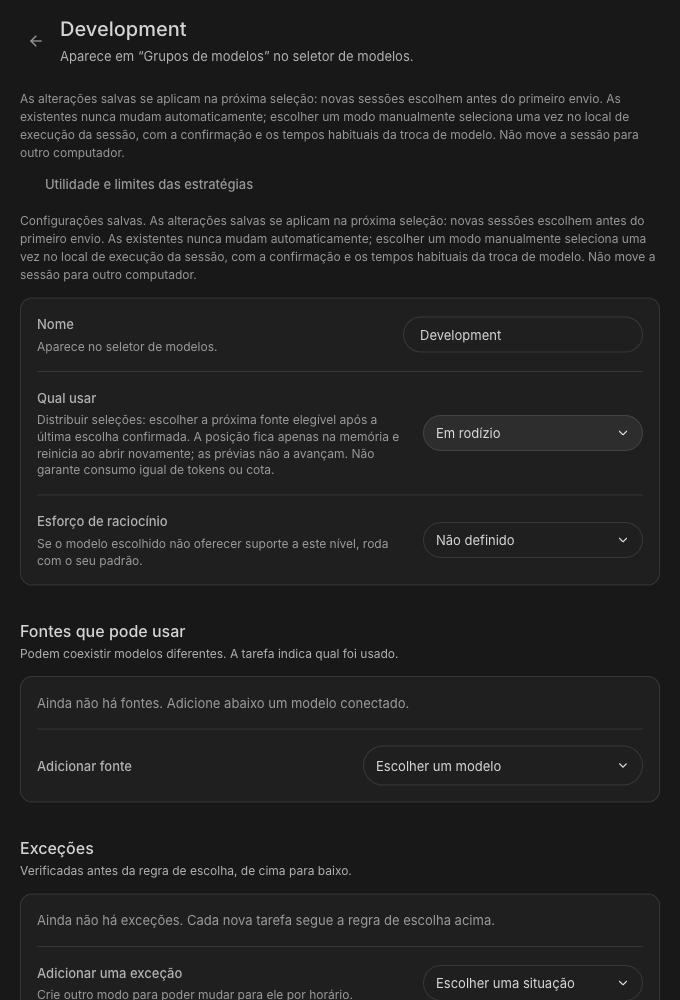 Development
Aparece em “Grupos de modelos” no seletor de modelos.
As alterações salvas se aplicam na próxima seleção: novas sessões escolhem antes do primeiro envio. As
existentes nunca mudam automaticamente; escolher um modo manualmente seleciona uma vez no local de
execução da sessão, com a confirmação e os tempos habituais da troca de modelo. Não move a sessão para
outro computador.
Utilidade e limites das estratégias
Configurações salvas. As alterações salvas se aplicam na próxima seleção: novas sessões escolhem antes do
primeiro envio. As existentes nunca mudam automaticamente; escolher um modo manualmente seleciona uma
vez no local de execução da sessão, com a confirmação e os tempos habituais da troca de modelo. Não move a
sessão para outro computador.
Nome
Aparece no seletor de modelos.
Development
Qual usar
Distribuir seleções: escolher a próxima fonte elegível após a
última escolha confirmada. A posição fica apenas na memória e
reinicia ao abrir novamente; as prévias não a avançam. Não
garante consumo igual de tokens ou cota.
Em rodízio
Esforço de raciocínio
Se o modelo escolhido não oferecer suporte a este nível, roda
com o seu padrão.
Não definido
Fontes que pode usar
Podem coexistir modelos diferentes. A tarefa indica qual foi usado.
Ainda não há fontes. Adicione abaixo um modelo conectado.
Adicionar fonte
Escolher um modelo
Exceções
Verificadas antes da regra de escolha, de cima para baixo.
Ainda não há exceções. Cada nova tarefa segue a regra de escolha acima.
Adicionar uma exceção
Crie outro modo para poder mudar para ele por horário.
Escolher uma situação